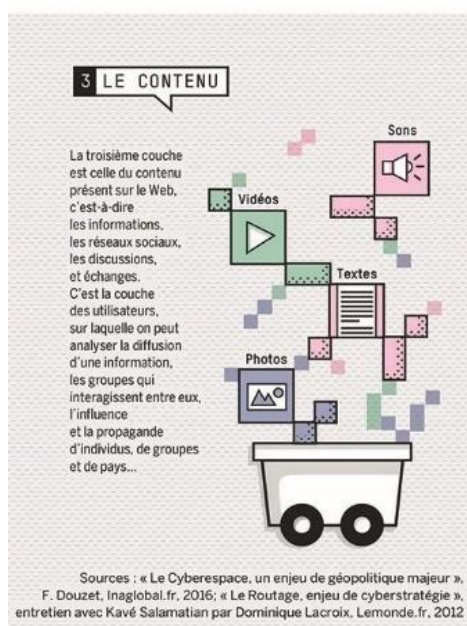 3 LE CONTENU
La troisième couche
est celle du contenu
présent sur le Web,
c'est-à-dire
les informations,
les réseaux sociaux,
les discussions,
et échanges.
C'est la couche
des utilisateurs,
sur laquelle on peut
analyser la diffusion
d'une information,
les groupes qui
interagissent entre eux,
l'influence
et la propagande
d'individus, de groupes
et de pays...
Sons
Vidéos
Textes
Photos
Sources : « Le Cyberespace, un enjeu de géopolitique majeur »,
F. Douzet, Inaglobal.fr, 2016; « Le Routage, enjeu de cyberstratégie »,
entretien avec Kavé Salamatian par Dominique Lacroix, Lemonde.fr, 2012